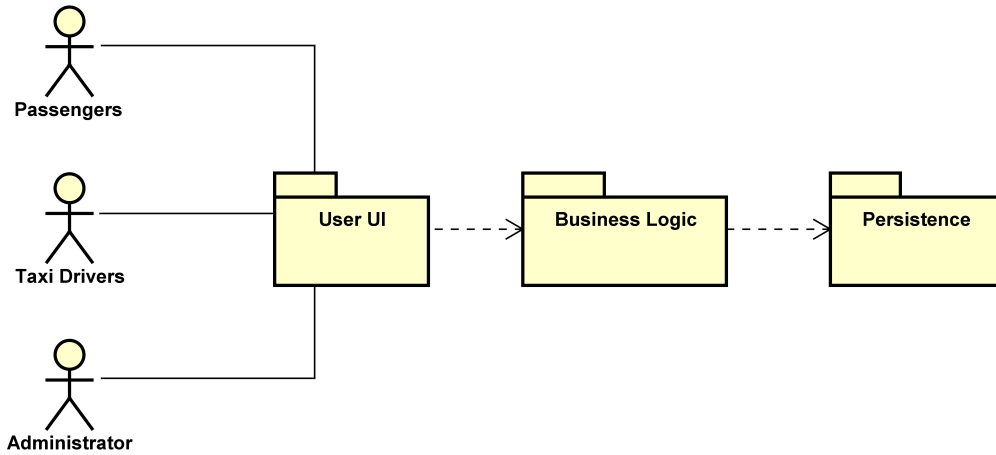 Passengers
Taxi Drivers
User UI
Business Logic
Persistence
Administrator